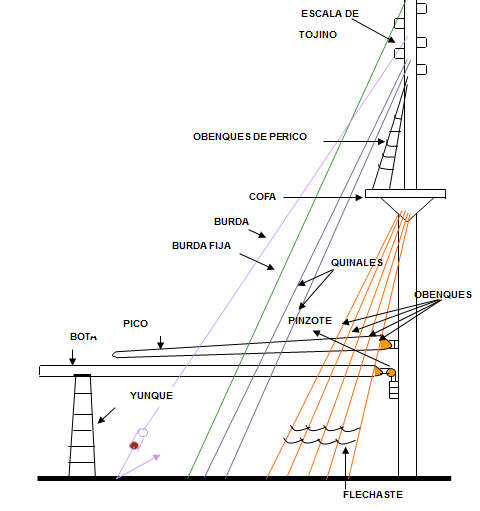 ESCALA DE
TOJINO
OBENQUES DE PERICO
COFA
BURDA
BURDA FIJA
QUINALES
OBENQUES
PINZOTE
PICO
BOTA
YUNQUE
FLECHASTE